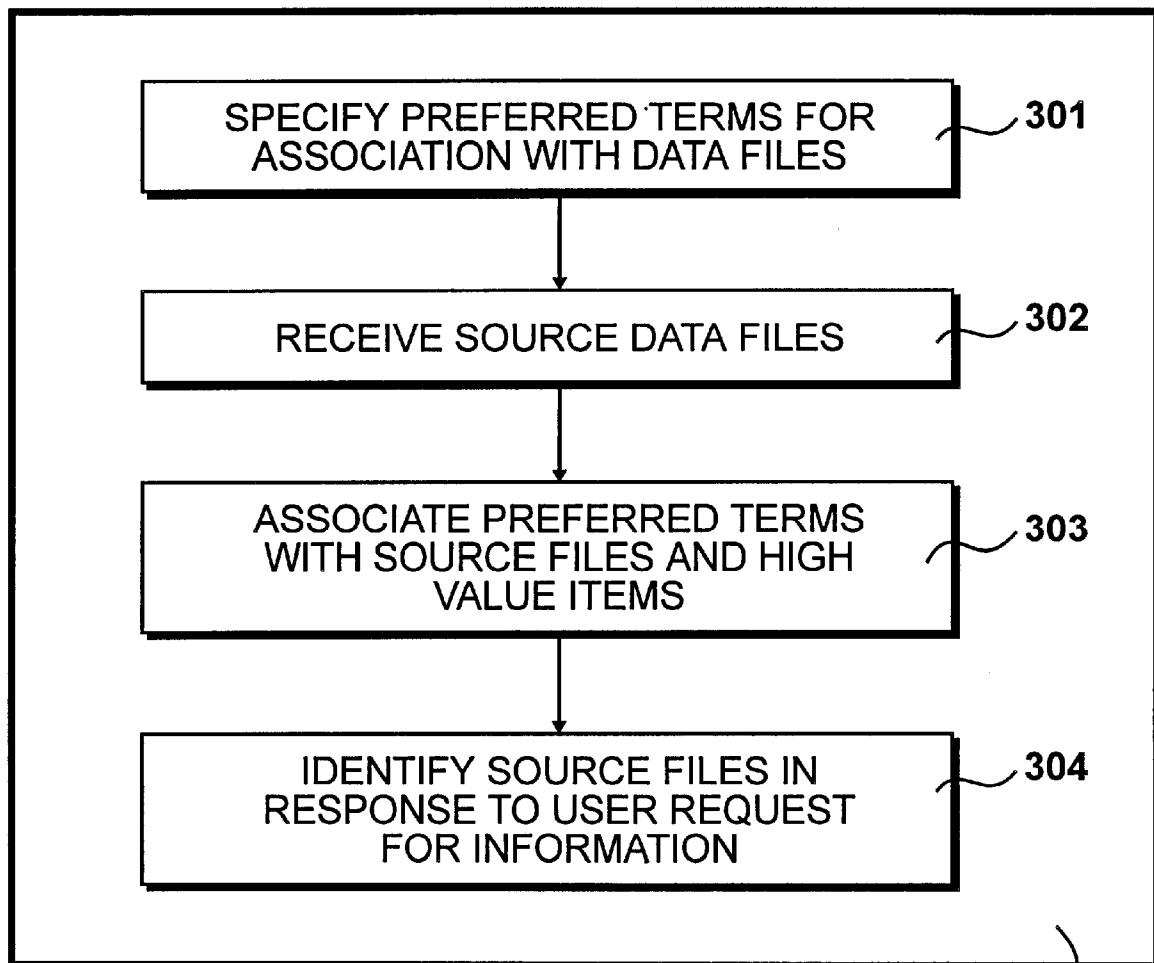 SPECIFY PREFERRED TERMS FOR
ASSOCIATION WITH DATA FILES
301
RECEIVE SOURCE DATA FILES
302
ASSOCIATE PREFERRED TERMS
WITH SOURCE FILES AND HIGH
VALUE ITEMS
303
IDENTIFY SOURCE FILES IN
RESPONSE TO USER REQUEST
FOR INFORMATION
304